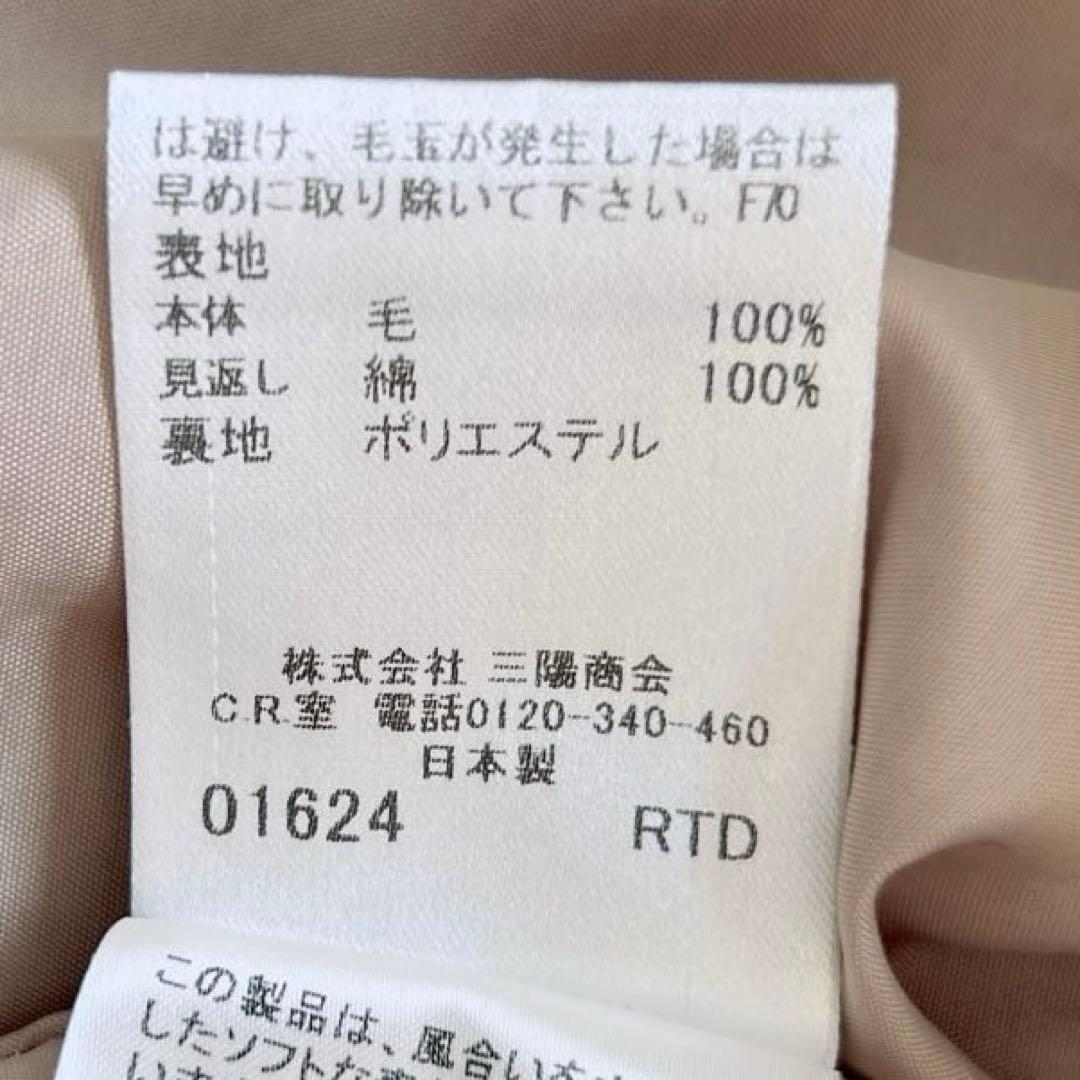 は避け、毛玉が発生した場合は
早めに取り除いて下さい。F70
表地
本体 毛 100%
見返し 綿 100%
裏地 ポリエステル
株式会社 三陽商会
C.R.室 電話0120-340-460
日本製
01624 RTD
この製品は、風合いを
したソフトな